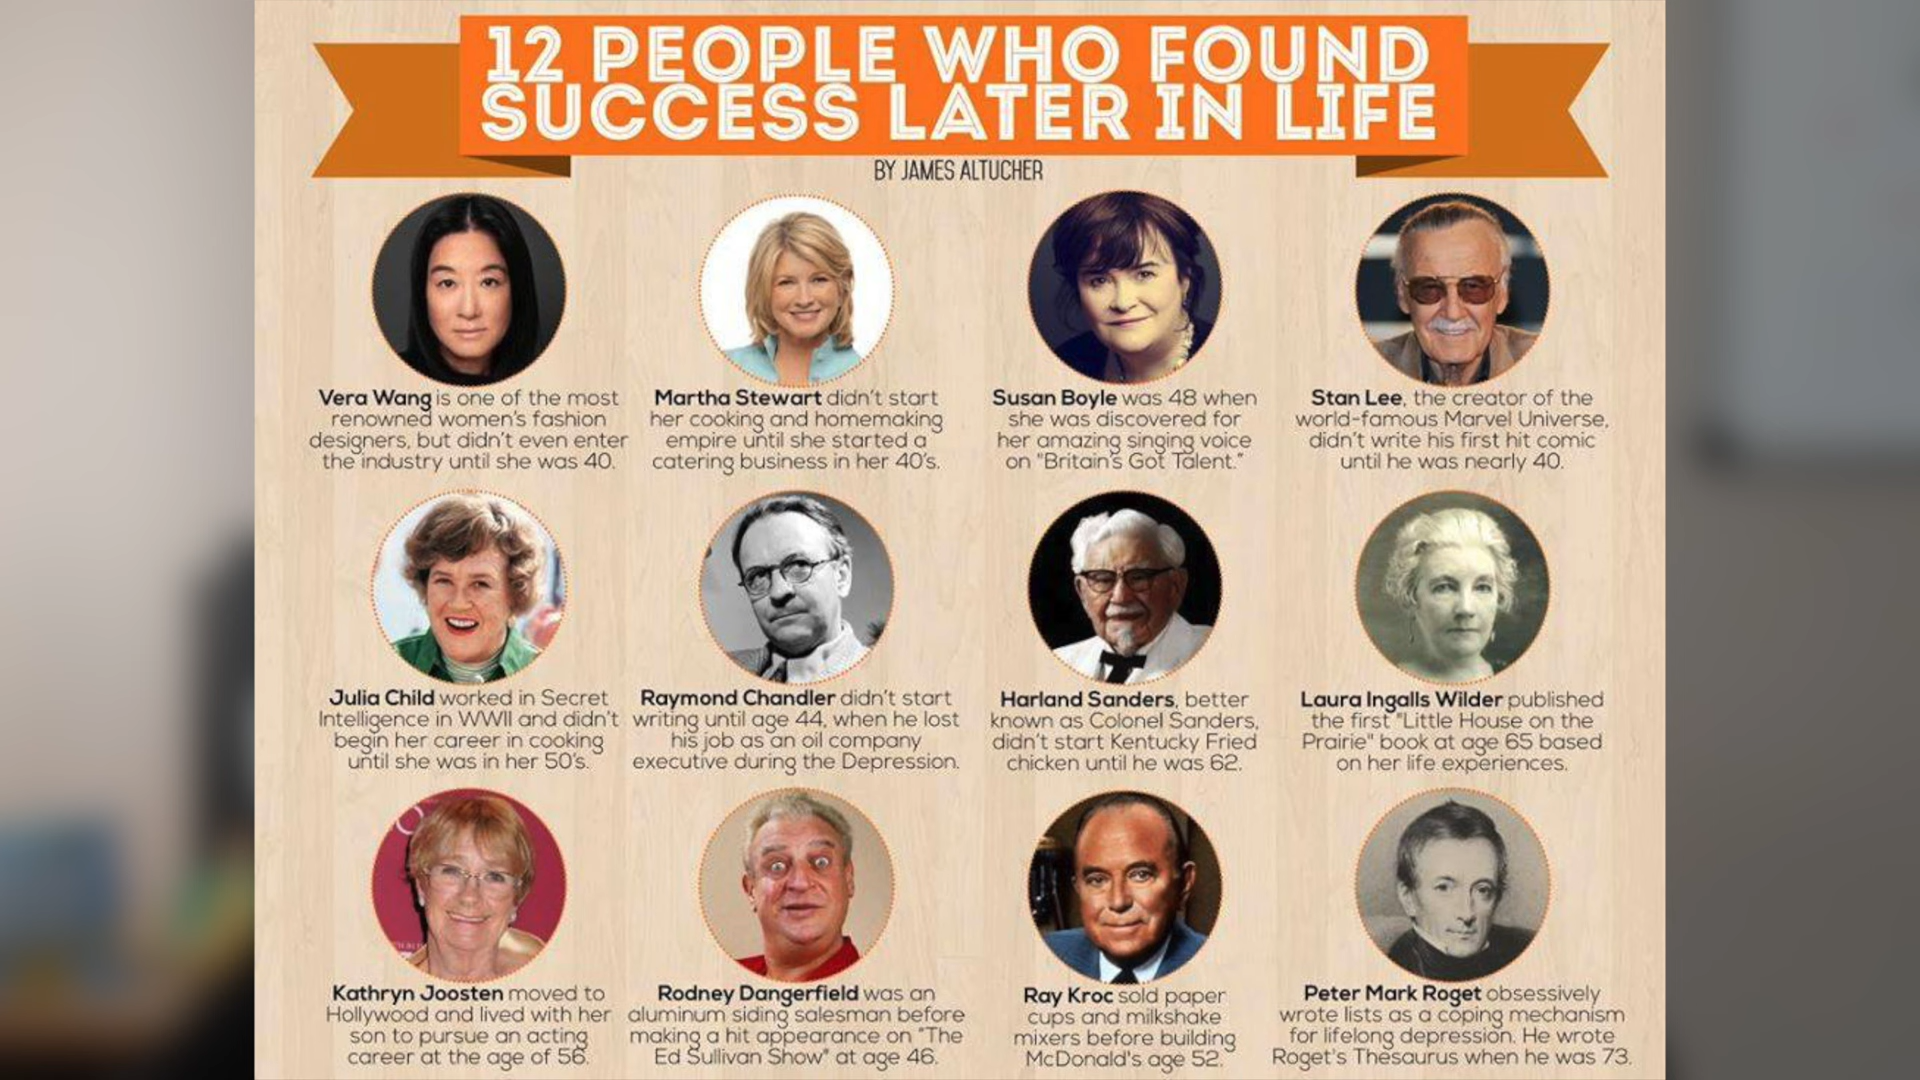 12 PEOPLE WHO FOUND
SUCCESS LATER IN LIFE
BY JAMES ALTUCHER
Vera Wang is one of the most
renowned women's fashion
designers, but didn't even enter
the industry until she was 40.
Martha Stewart didn't start
her cooking and homemaking
empire until she started a
catering business in her 40's.
Susan Boyle was 48 when
she was discovered for
her amazing singing voice
on "Britain's Got Talent."
Stan Lee, the creator of the
world-famous Marvel Universe,
didn't write his first hit comic
until he was nearly 40.
Julia Child worked in Secret
Intelligence in WWII and didn't
begin her career in cooking
until she was in her 50's.
Raymond Chandler didn't start
writing until age 44, when he lost
his job as an oil company
executive during the Depression.
Harland Sanders, better
known as Colonel Sanders,
didn't start Kentucky Fried
chicken until he was 62.
Laura Ingalls Wilder published
the first "Little House on the
Prairie" book at age 65 based
on her life experiences.
Kathryn Joosten moved to
Hollywood and lived with her
son to pursue an acting
career at the age of 56.
Rodney Dangerfield was an
aluminum siding salesman before
making a hit appearance on "The
Ed Sullivan Show" at age 46.
Ray Kroc sold paper
cups and milkshake
mixers before building
McDonald's age 52.
Peter Mark Roget obsessively
wrote lists as a coping mechanism
for lifelong depression. He wrote
Roget's Thesaurus when he was 73.